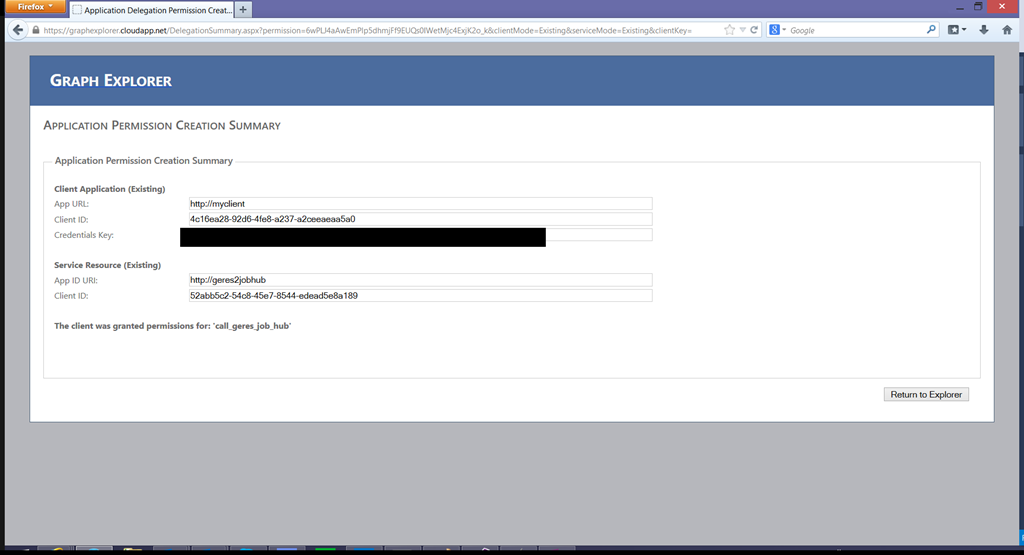 Firefox
Application Delegation Permission Creat...
https://graphexplorer.cloudapp.net/DelegationSummary.aspx?permission=6wPLJ4aAwEmPIp5dhmjFf9EUQs0IWetMjc4ExjK2o_k&clientMode=Existing&serviceMode=Existing&clientKey=
Google
GRAPH EXPLORER
APPLICATION PERMISSION CREATION SUMMARY
Application Permission Creation Summary
Client Application (Existing)
App URL: http://myclient
Client ID: 4c16ea28-92d6-4fe8-a237-a2ceeaeaa5a0
Credentials Key:
Service Resource (Existing)
App ID URI: http://geres2jobhub
Client ID: 52abb5c2-54c8-45e7-8544-edead5e8a189
The client was granted permissions for: 'call_geres_job_hub'
Return to Explorer